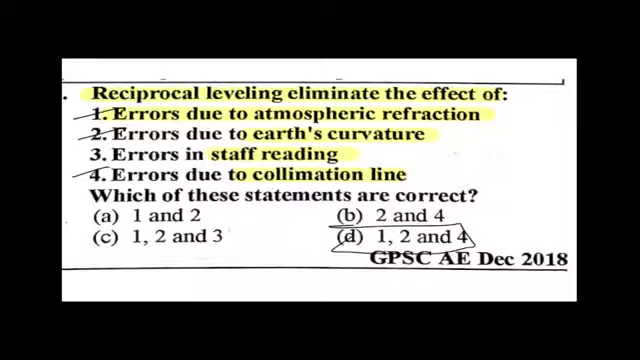 . Reciprocal leveling eliminate the effect of:
1. Errors due to atmospheric refraction
2. Errors due to earth's curvature
3. Errors in staff reading
4. Errors due to collimation line
Which of these statements are correct?
(a) 1 and 2 (b) 2 and 4
(c) 1, 2 and 3 (d) 1, 2 and 4
GPSC AE Dec 2018